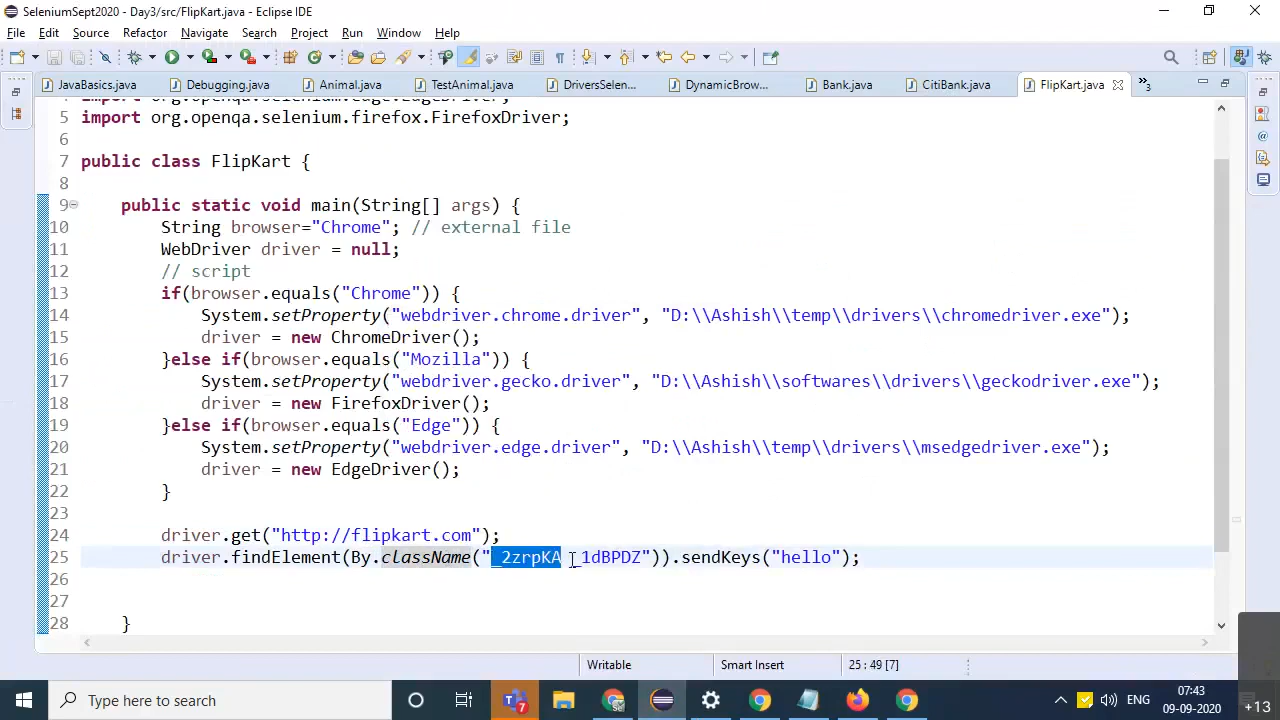 SeleniumSept2020 - Day3/src/FlipKart.java - Eclipse IDE
File Edit Source Refactor Navigate Search Project Run Window Help
JavaBasics.java Debugging.java Animal.java TestAnimal.java DriversSelen... DynamicBrow... Bank.java CitiBank.java FlipKart.java 3
5 import org.openqa.selenium.firefox.FirefoxDriver;
6
7 public class FlipKart {
8
9 public static void main(String[] args) {
10 String browser="Chrome"; // external file
11 WebDriver driver = null;
12 // script
13 if(browser.equals("Chrome")) {
14 System.setProperty("webdriver.chrome.driver", "D:\\Ashish\\temp\\drivers\\chromedriver.exe");
15 driver = new ChromeDriver();
16 }else if(browser.equals("Mozilla")) {
17 System.setProperty("webdriver.gecko.driver", "D:\\Ashish\\softwares\\drivers\\geckodriver.exe");
18 driver = new FirefoxDriver();
19 }else if(browser.equals("Edge")) {
20 System.setProperty("webdriver.edge.driver", "D:\\Ashish\\temp\\drivers\\msedgedriver.exe");
21 driver = new EdgeDriver();
22 }
23
24 driver.get("http://flipkart.com");
25 driver.findElement(By.className("_2zrpKA _1dBPDZ")).sendKeys("hello");
26
27
28 }
Writable Smart Insert 25 : 49 [7]
Type here to search 7 ENG 07:43
09-09-2020 +13